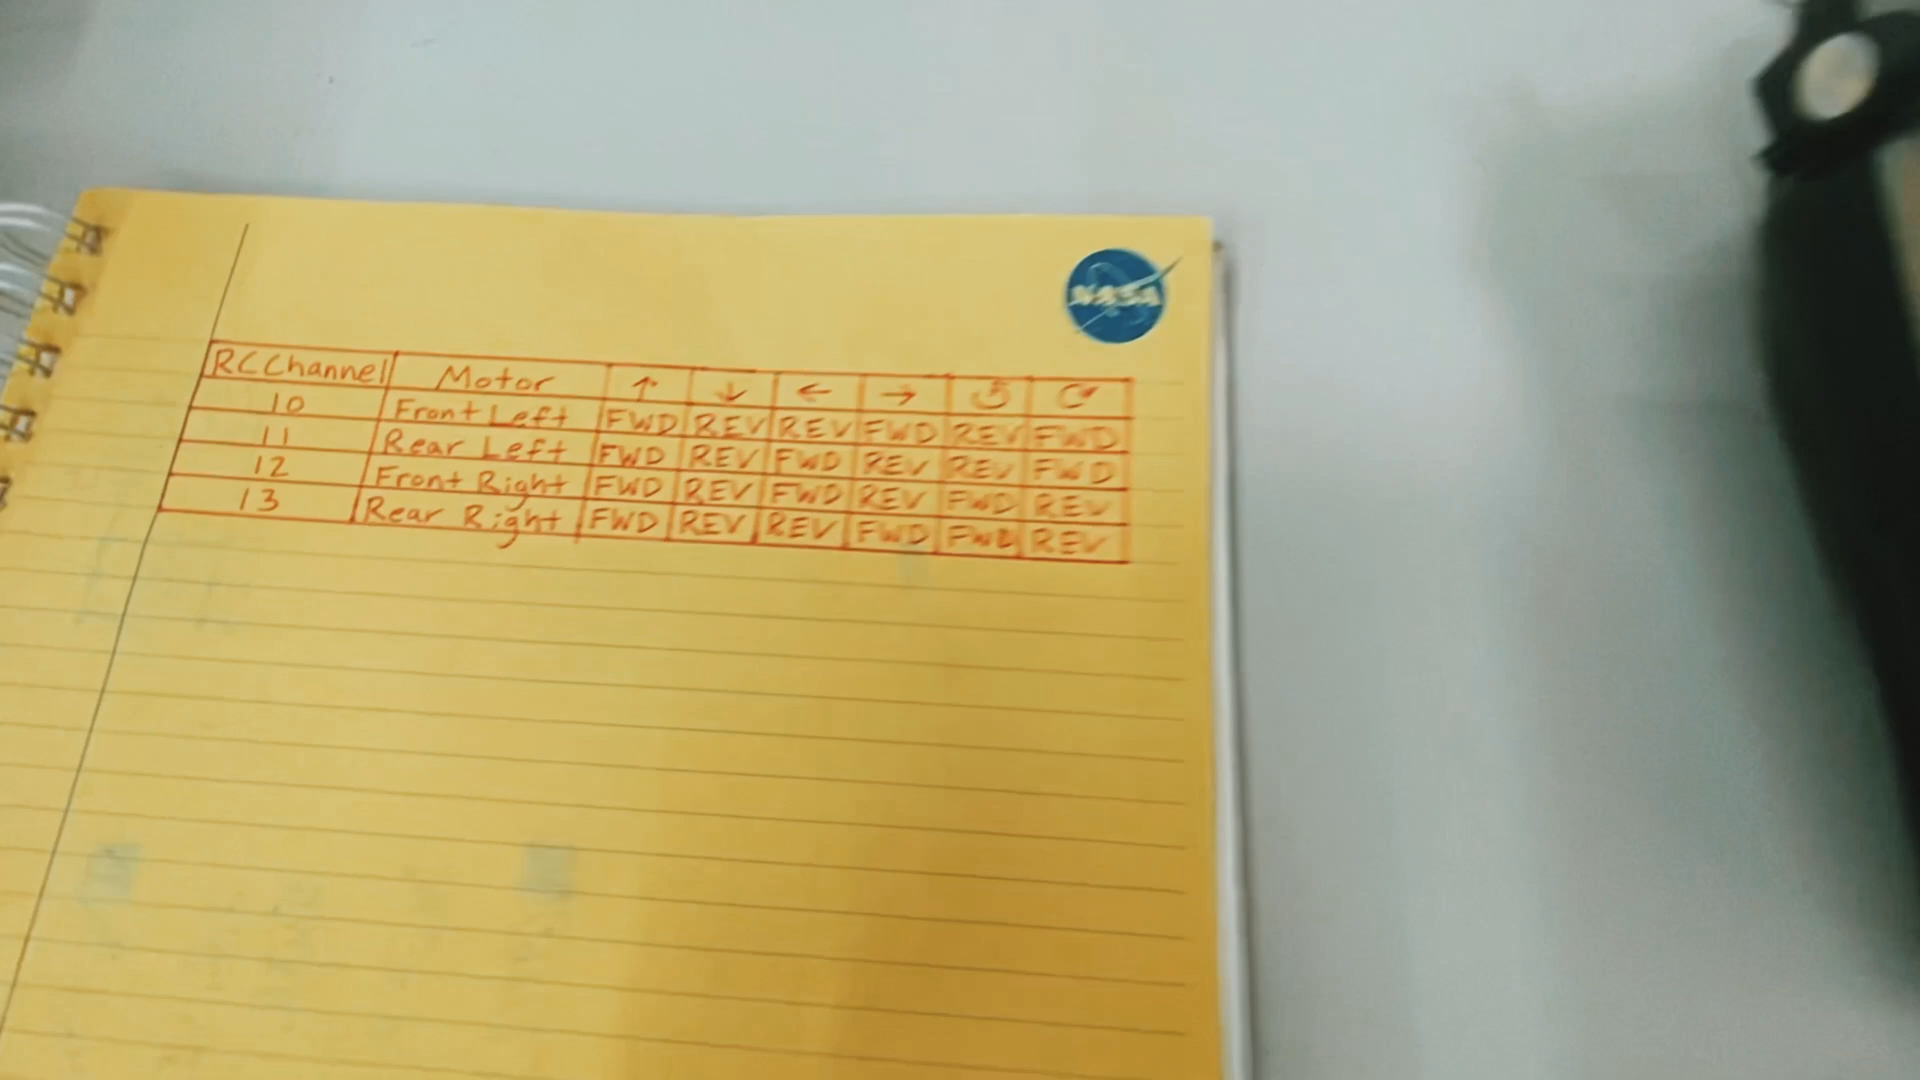 NASA
RC Channel Motor ↑ ↓ ← → ↺ ↻
10 Front Left FWD REV REV FWD REV FWD
11 Rear Left FWD REV FWD REV REV FWD
12 Front Right FWD REV FWD REV FWD REV
13 Rear Right FWD REV REV FWD FWD REV